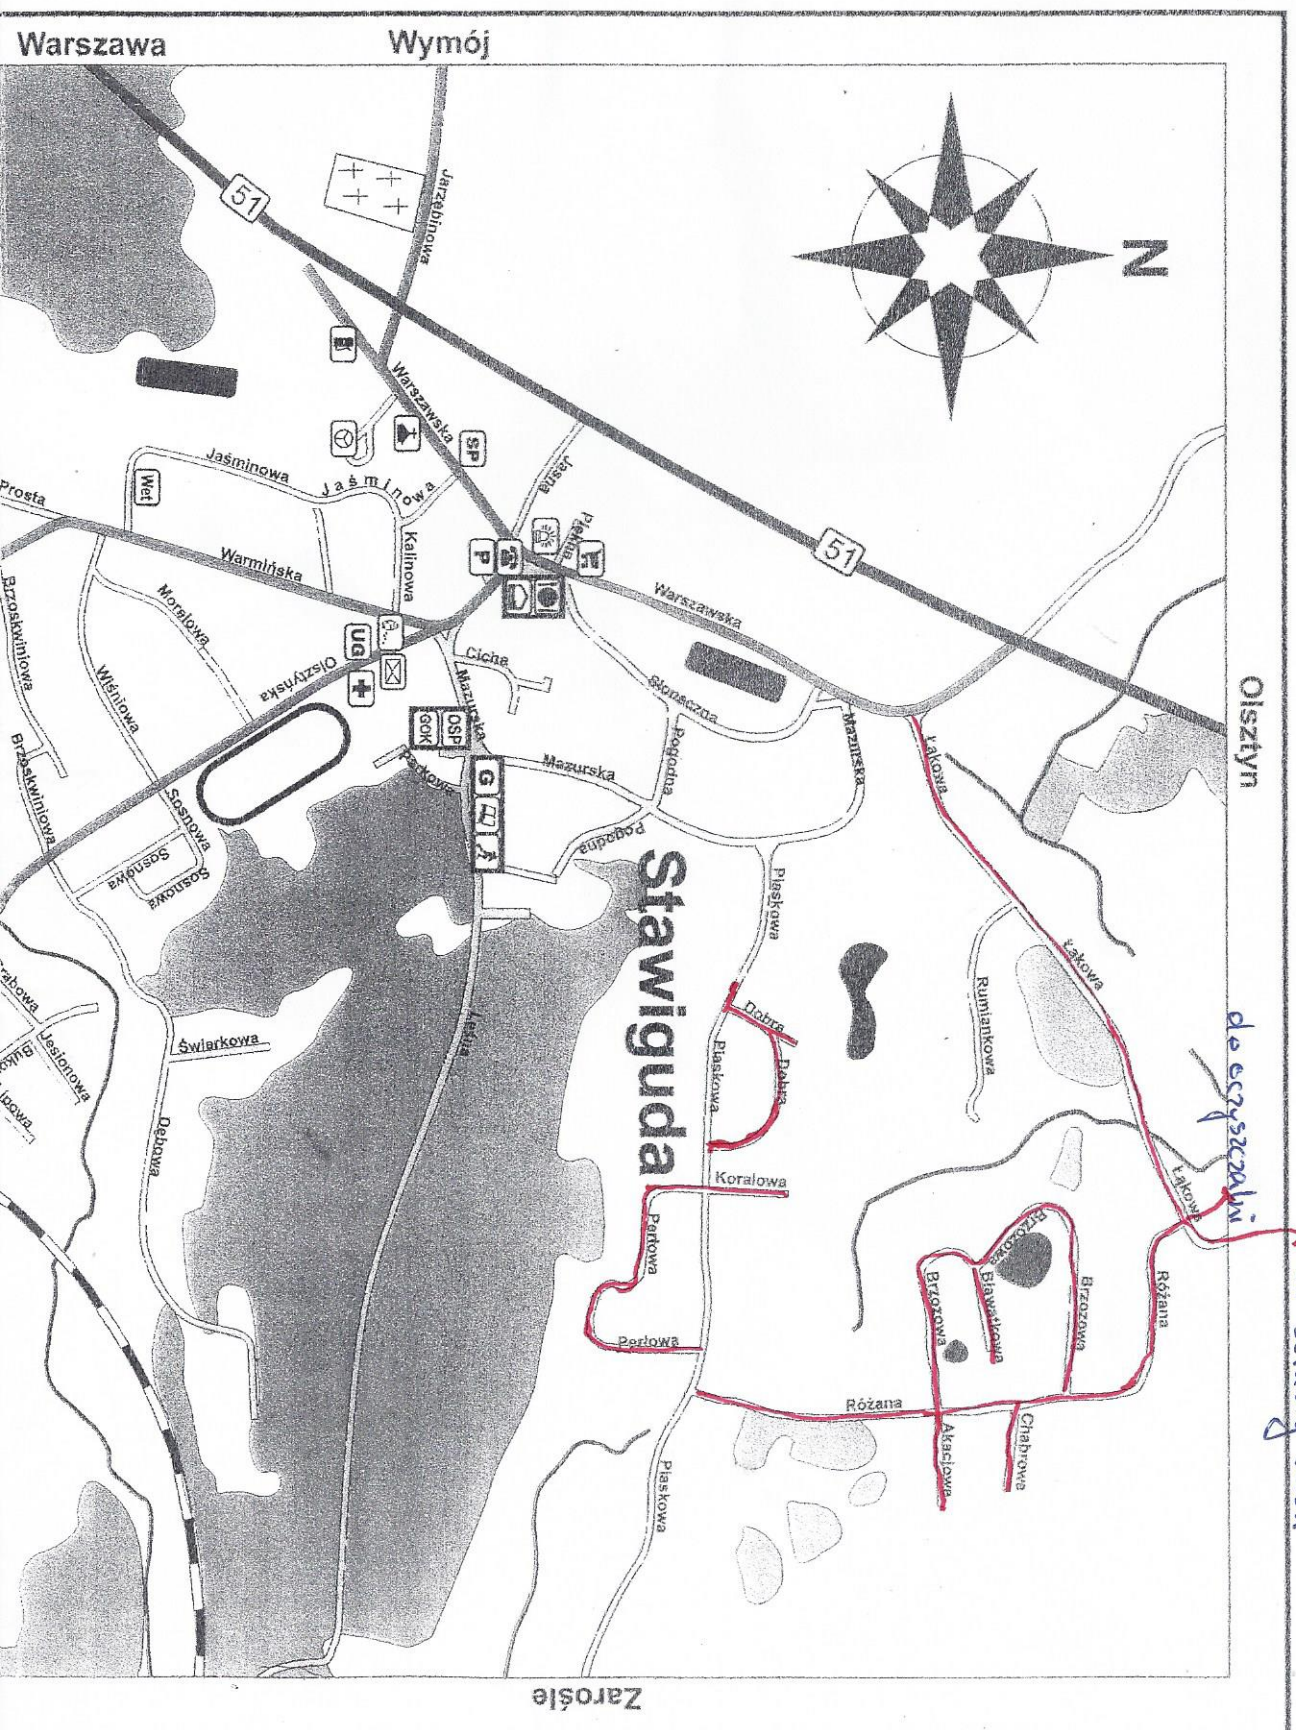 Warszawa
Wymój
N
51
Jarzębinowa
Warszawska
SP
Jasna
Piękna
Jaśminowa
Jaśminowa
Wet
Prosta
Warmińska
Kalinowa
P
51
Warszawska
Brzoskwiniowa
Morelowa
Wiśniowa
UG
Olsztyńska
Cicha
Mazurska
Słoneczna
Pogodna
Mazurska
Łąkowa
Olsztyn
GOK
OSP
G
Parkowa
Mazurska
Pogodna
Brzoskwiniowa
Sosnowa
Sosnowa
Sosnowa
Stawiguda
Piaskowa
Łąkowa
Rumiankowa
Dobra
Dobra
Piaskowa
Leśna
Świerkowa
Jesionowa
Dębowa
Koralowa
Perłowa
Perłowa
Łąkowa
do oczyszczalni
Różana
Brzozowa
Brzozowa
Bławatkowa
Brzozowa
Różana
Chabrowa
Akacjowa
Piaskowa
Zarośle